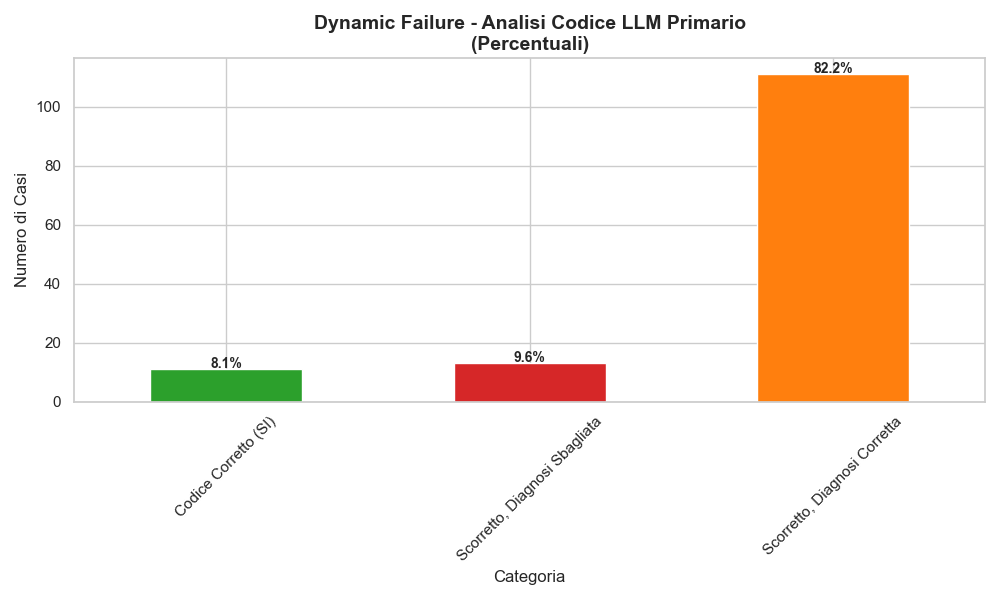 Dynamic Failure - Analisi Codice LLM Primario
(Percentuali)
Numero di Casi
100
80
60
40
20
0
8.1%
9.6%
82.2%
Codice Corretto (SI)
Scorretto, Diagnosi Sbagliata
Scorretto, Diagnosi Corretta
Categoria